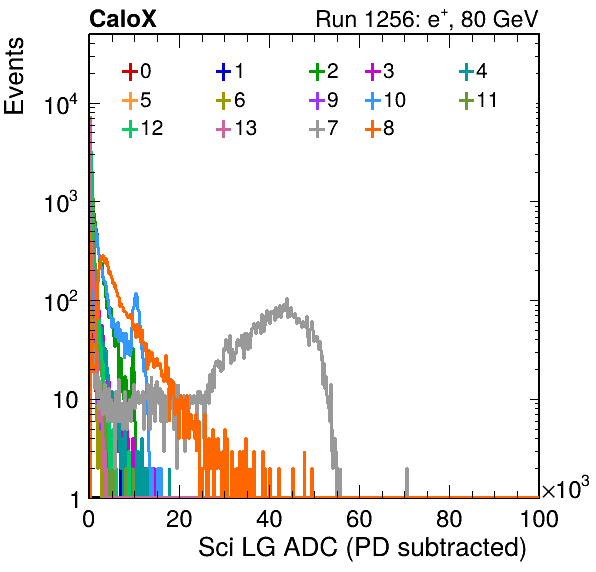 CaloX Run 1256: e⁺, 80 GeV
Events
0 1 2 3 4
5 6 9 10 11
12 13 7 8
10⁴
10³
10²
10
1
0 20 40 60 80 100
×10³
Sci LG ADC (PD subtracted)